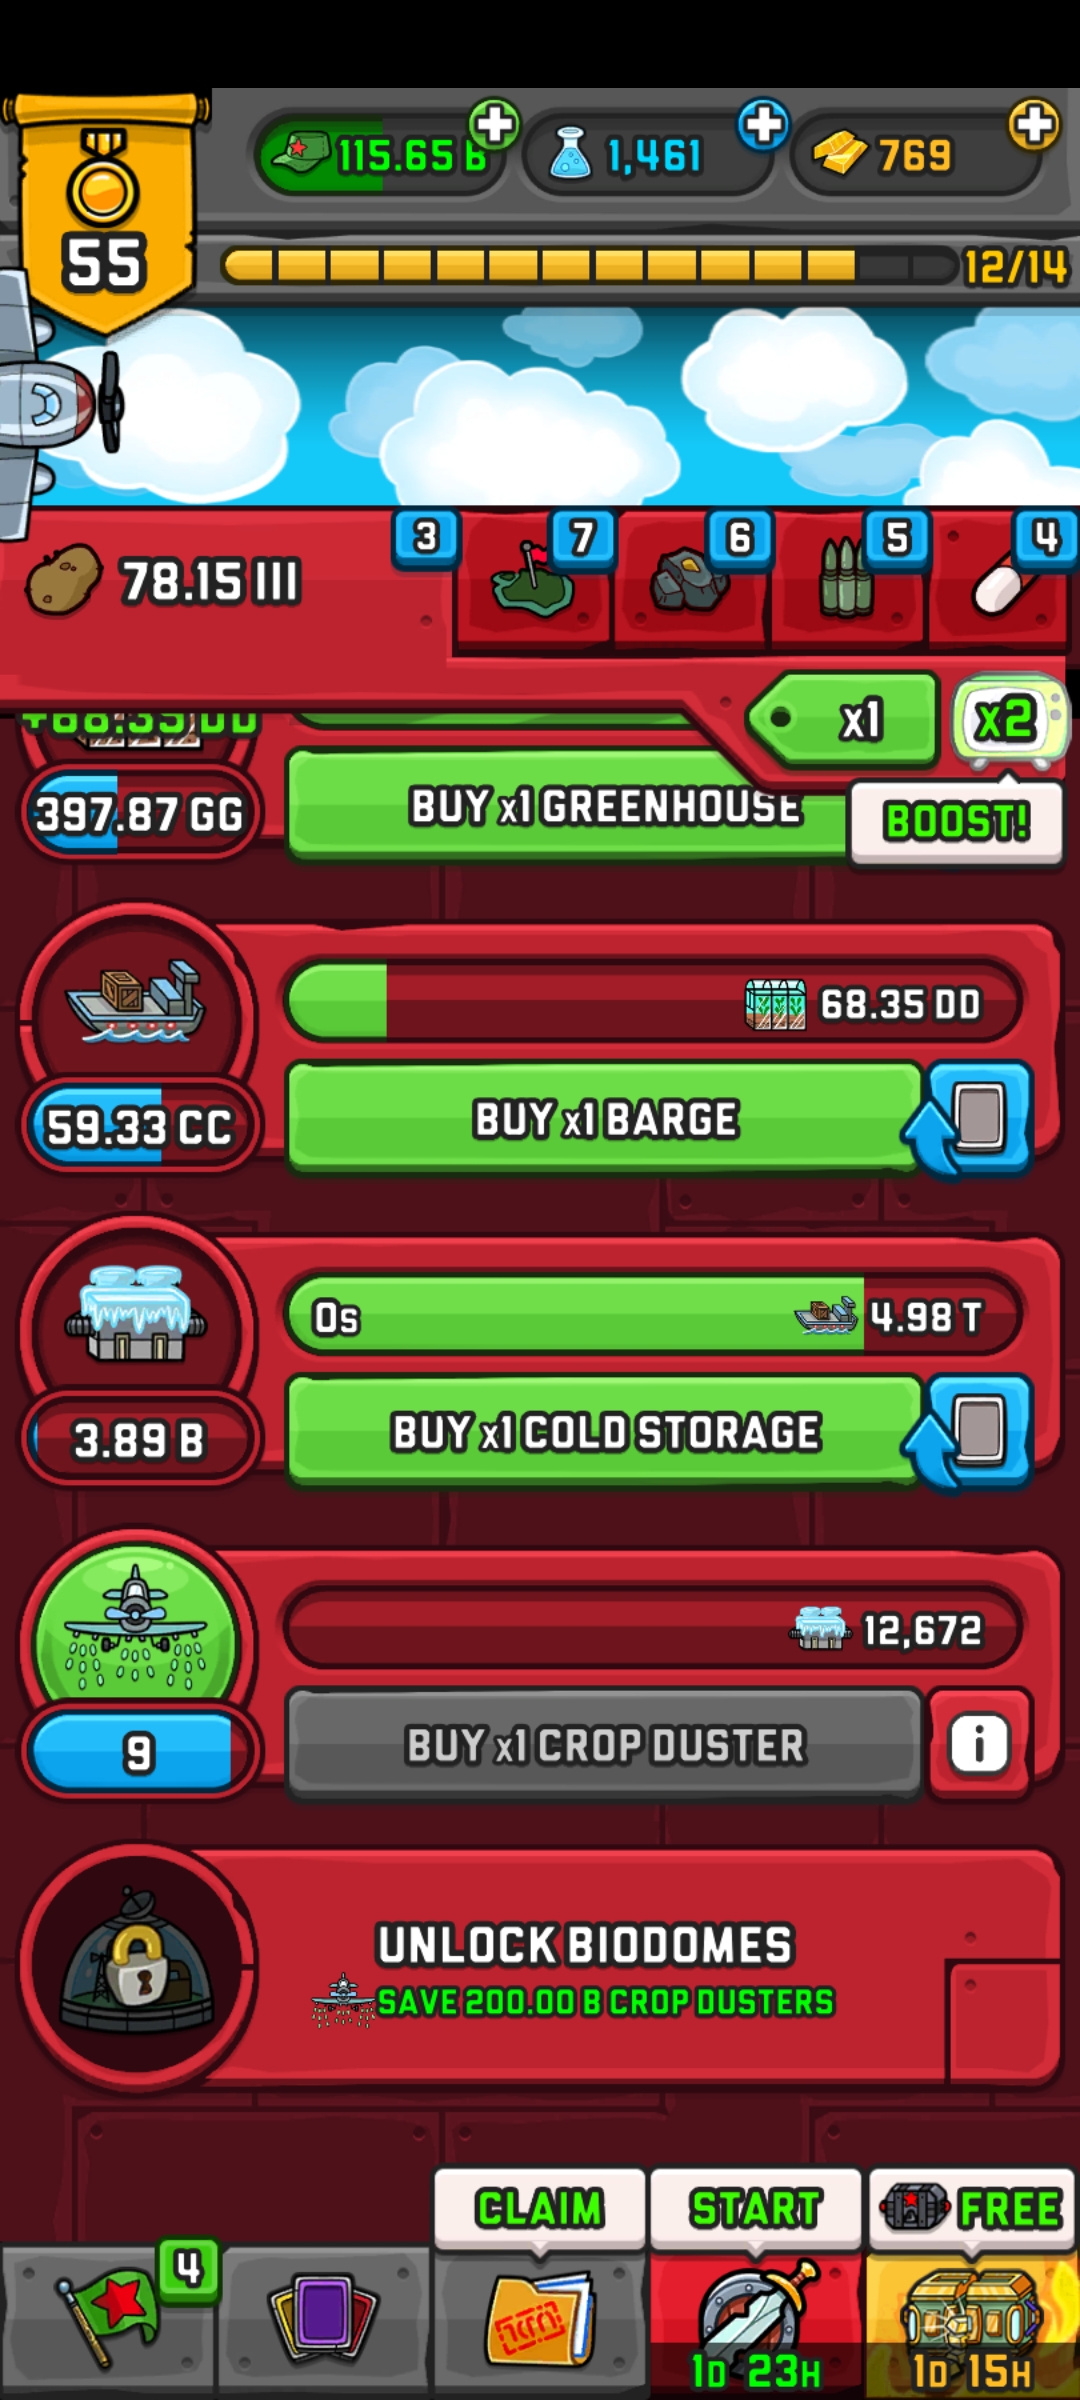 115.65 B
1,461
769
55
12/14
78.15 III
3
7
6
5
4
x1
x2
+68.35 DD
397.87 GG
BUY x1 GREENHOUSE
BOOST!
68.35 DD
59.33 CC
BUY x1 BARGE
0s
4.98 T
3.89 B
BUY x1 COLD STORAGE
12,672
9
BUY x1 CROP DUSTER
i
UNLOCK BIODOMES
SAVE 200.00 B CROP DUSTERS
CLAIM
START
FREE
4
1D 23H
1D 15H